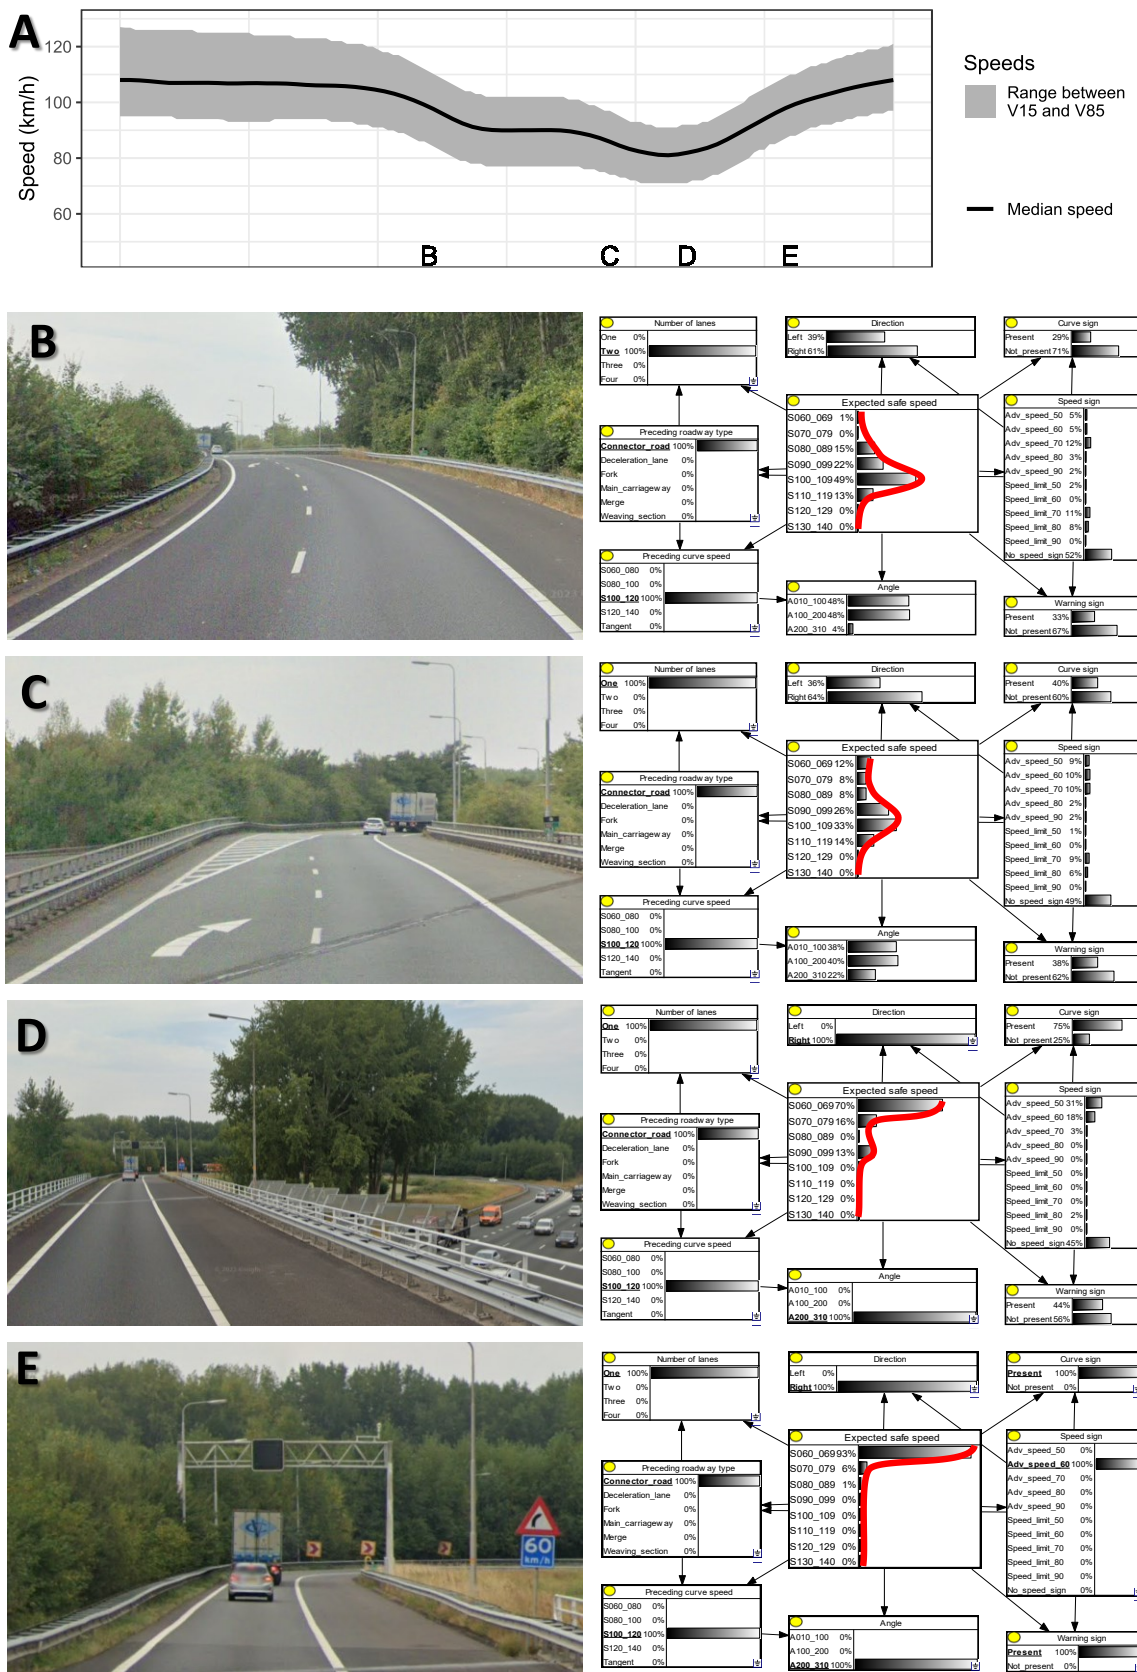 A
Speed (km/h)
120
100
80
60
B C D E
Speeds
Range between
V15 and V85
Median speed
B
Number of lanes
One 0%
Two 100%
Three 0%
Four 0%
Direction
Left 39%
Right 61%
Curve sign
Present 29%
Not_present 71%
Expected safe speed
S060_069 1%
S070_079 0%
S080_089 15%
S090_099 22%
S100_109 49%
S110_119 13%
S120_129 0%
S130_140 0%
Speed sign
Adv_speed_50 5%
Adv_speed_60 5%
Adv_speed_70 12%
Adv_speed_80 3%
Adv_speed_90 2%
Speed_limit_50 2%
Speed_limit_60 0%
Speed_limit_70 11%
Speed_limit_80 8%
Speed_limit_90 0%
No_speed_sign 52%
Preceding roadway type
Connector_road 100%
Deceleration_lane 0%
Fork 0%
Main_carriageway 0%
Merge 0%
Weaving_section 0%
Preceding curve speed
S060_080 0%
S080_100 0%
S100_120 100%
S120_140 0%
Tangent 0%
Angle
A010_100 48%
A100_200 48%
A200_310 4%
Warning sign
Present 33%
Not_present 67%
C
Number of lanes
One 100%
Two 0%
Three 0%
Four 0%
Direction
Left 36%
Right 64%
Curve sign
Present 40%
Not_present 60%
Expected safe speed
S060_069 12%
S070_079 8%
S080_089 8%
S090_099 26%
S100_109 33%
S110_119 14%
S120_129 0%
S130_140 0%
Speed sign
Adv_speed_50 9%
Adv_speed_60 10%
Adv_speed_70 10%
Adv_speed_80 2%
Adv_speed_90 2%
Speed_limit_50 1%
Speed_limit_60 0%
Speed_limit_70 9%
Speed_limit_80 6%
Speed_limit_90 0%
No_speed_sign 49%
Preceding roadway type
Connector_road 100%
Deceleration_lane 0%
Fork 0%
Main_carriageway 0%
Merge 0%
Weaving_section 0%
Preceding curve speed
S060_080 0%
S080_100 0%
S100_120 100%
S120_140 0%
Tangent 0%
Angle
A010_100 38%
A100_200 40%
A200_310 22%
Warning sign
Present 38%
Not_present 62%
D
Number of lanes
One 100%
Two 0%
Three 0%
Four 0%
Direction
Left 0%
Right 100%
Curve sign
Present 75%
Not_present 25%
Expected safe speed
S060_069 70%
S070_079 16%
S080_089 0%
S090_099 13%
S100_109 0%
S110_119 0%
S120_129 0%
S130_140 0%
Speed sign
Adv_speed_50 31%
Adv_speed_60 18%
Adv_speed_70 3%
Adv_speed_80 0%
Adv_speed_90 0%
Speed_limit_50 0%
Speed_limit_60 0%
Speed_limit_70 0%
Speed_limit_80 2%
Speed_limit_90 0%
No_speed_sign 45%
Preceding roadway type
Connector_road 100%
Deceleration_lane 0%
Fork 0%
Main_carriageway 0%
Merge 0%
Weaving_section 0%
Preceding curve speed
S060_080 0%
S080_100 0%
S100_120 100%
S120_140 0%
Tangent 0%
Angle
A010_100 0%
A100_200 0%
A200_310 100%
Warning sign
Present 44%
Not_present 56%
E
60
km/h
Number of lanes
One 100%
Two 0%
Three 0%
Four 0%
Direction
Left 0%
Right 100%
Curve sign
Present 100%
Not_present 0%
Expected safe speed
S060_069 93%
S070_079 6%
S080_089 1%
S090_099 0%
S100_109 0%
S110_119 0%
S120_129 0%
S130_140 0%
Speed sign
Adv_speed_50 0%
Adv_speed_60 100%
Adv_speed_70 0%
Adv_speed_80 0%
Adv_speed_90 0%
Speed_limit_50 0%
Speed_limit_60 0%
Speed_limit_70 0%
Speed_limit_80 0%
Speed_limit_90 0%
No_speed_sign 0%
Preceding roadway type
Connector_road 100%
Deceleration_lane 0%
Fork 0%
Main_carriageway 0%
Merge 0%
Weaving_section 0%
Preceding curve speed
S060_080 0%
S080_100 0%
S100_120 100%
S120_140 0%
Tangent 0%
Angle
A010_100 0%
A100_200 0%
A200_310 100%
Warning sign
Present 100%
Not_present 0%